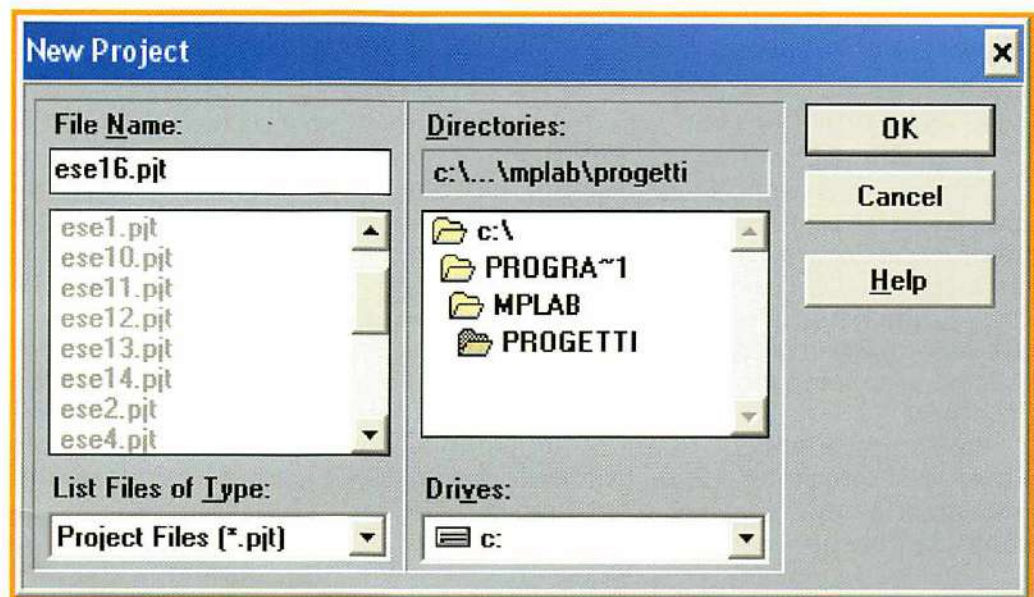 New Project
File Name:
ese16.pjt
ese1.pjt
ese10.pjt
ese11.pjt
ese12.pjt
ese13.pjt
ese14.pjt
ese2.pjt
ese4.pjt
List Files of Type:
Project Files (*.pjt)
Directories:
c:\...\mplab\progetti
c:\
PROGRA~1
MPLAB
PROGETTI
Drives:
c:
OK
Cancel
Help